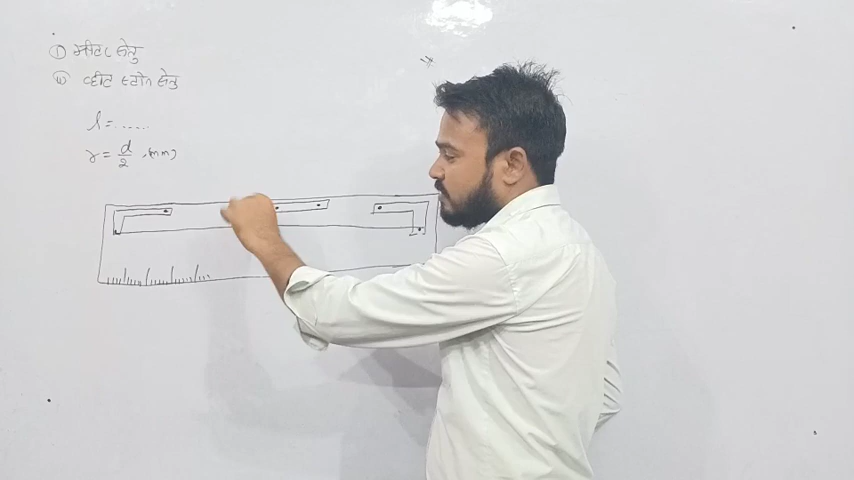 ① मीटर सेतु
② व्हीट स्टोन सेतु
l = ......
r = d/2 (mm)